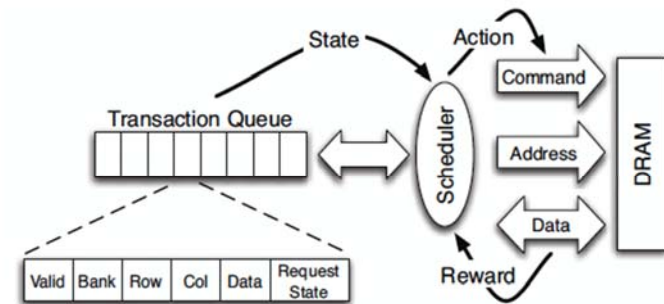 State
Action
Command
Transaction Queue
Scheduler
Address
DRAM
Data
Reward
Valid
Bank
Row
Col
Data
Request
State